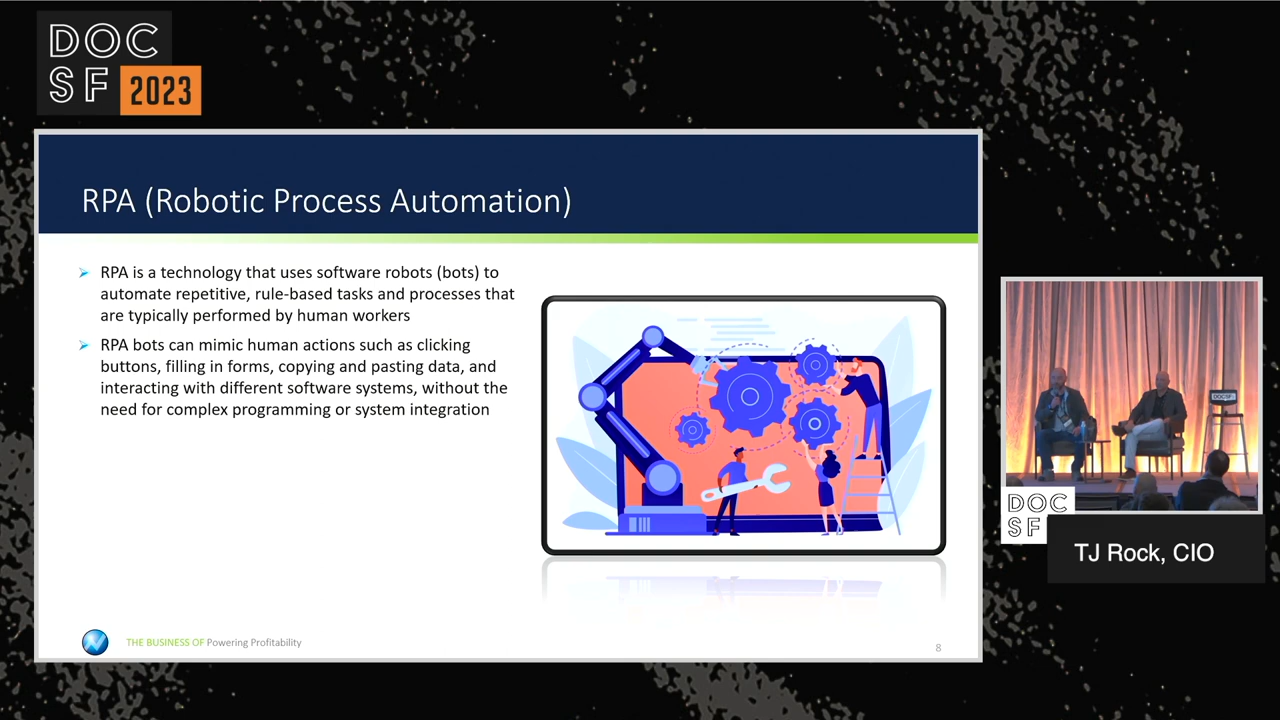 DOC
SF 2023
RPA (Robotic Process Automation)
RPA is a technology that uses software robots (bots) to
automate repetitive, rule-based tasks and processes that
are typically performed by human workers
RPA bots can mimic human actions such as clicking
buttons, filling in forms, copying and pasting data, and
interacting with different software systems, without the
need for complex programming or system integration
THE BUSINESS OF Powering Profitability
8
DOCSF
DOC
SF
TJ Rock, CIO